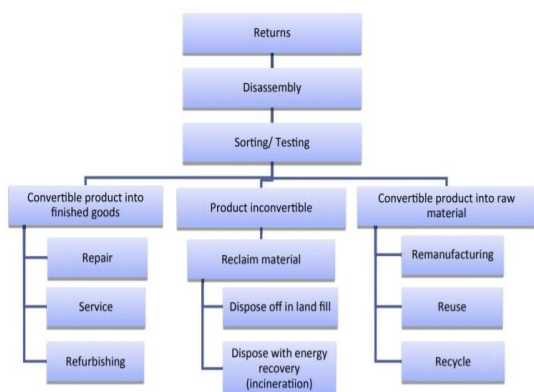 Returns
Disassembly
Sorting/ Testing
Convertible product into
finished goods
Repair
Service
Refurbishing
Product inconvertible
Reclaim material
Dispose off in land fill
Dispose with energy
recovery
(incineratiion)
Convertible product into raw
material
Remanufacturing
Reuse
Recycle